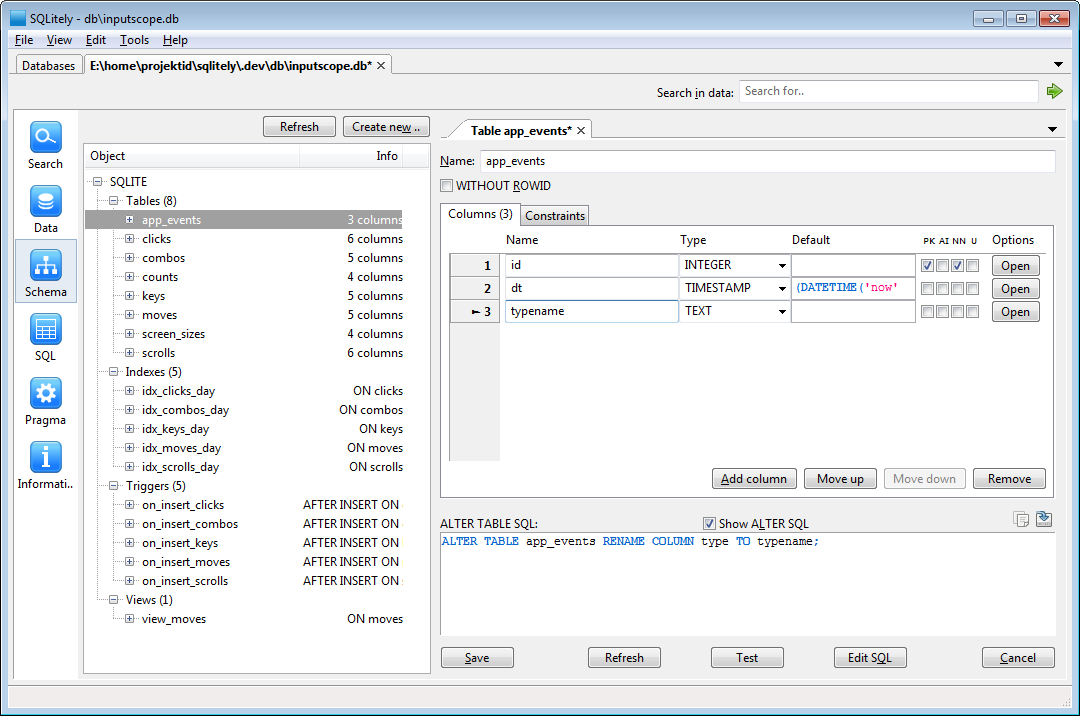 SQLitely - db\inputscope.db
File View Edit Tools Help
Databases E:\home\projektid\sqlitely\.dev\db\inputscope.db*
Search in data: Search for..
Search
Data
Schema
SQL
Pragma
Informati..
Refresh Create new ..
Object Info
SQLITE
Tables (8)
app_events 3 columns
clicks 6 columns
combos 5 columns
counts 4 columns
keys 5 columns
moves 5 columns
screen_sizes 4 columns
scrolls 6 columns
Indexes (5)
idx_clicks_day ON clicks
idx_combos_day ON combos
idx_keys_day ON keys
idx_moves_day ON moves
idx_scrolls_day ON scrolls
Triggers (5)
on_insert_clicks AFTER INSERT ON
on_insert_combos AFTER INSERT ON
on_insert_keys AFTER INSERT ON
on_insert_moves AFTER INSERT ON
on_insert_scrolls AFTER INSERT ON
Views (1)
view_moves ON moves
Table app_events*
Name: app_events
WITHOUT ROWID
Columns (3) Constraints
Name Type Default PK AI NN U Options
1 id INTEGER Open
2 dt TIMESTAMP (DATETIME('now' Open
3 typename TEXT Open
Add column Move up Move down Remove
ALTER TABLE SQL: Show ALTER SQL
ALTER TABLE app_events RENAME COLUMN type TO typename;
Save Refresh Test Edit SQL Cancel